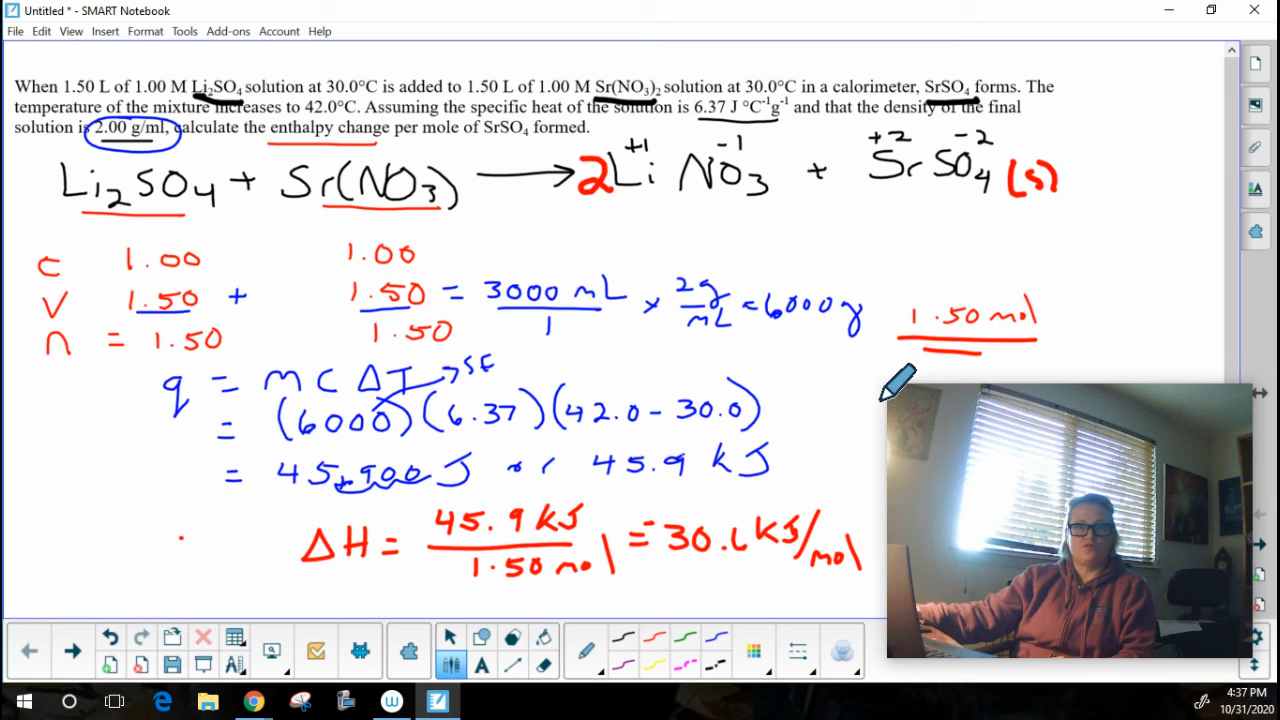 Untitled * - SMART Notebook
File Edit View Insert Format Tools Add-ons Account Help
When 1.50 L of 1.00 M Li₂SO₄ solution at 30.0°C is added to 1.50 L of 1.00 M Sr(NO₃)₂ solution at 30.0°C in a calorimeter, SrSO₄ forms. The
temperature of the mixture increases to 42.0°C. Assuming the specific heat of the solution is 6.37 J °C⁻¹g⁻¹ and that the density of the final
solution is 2.00 g/ml, calculate the enthalpy change per mole of SrSO₄ formed.
+1 -1 +2 -2
Li₂SO₄ + Sr(NO₃) → 2Li NO₃ + Sr SO₄ (s)
C 1.00 1.00
V 1.50 + 1.50 = 3000 mL / 1 × 2g / mL = 6000 g
n = 1.50 1.50
1.50 mol
q = m C ΔT → SF
= (6000)(6.37)(42.0 - 30.0)
= 45,900 J or 45.9 kJ
ΔH = 45.9 kJ / 1.50 mol = -30.6 kJ/mol
4:37 PM
10/31/2020